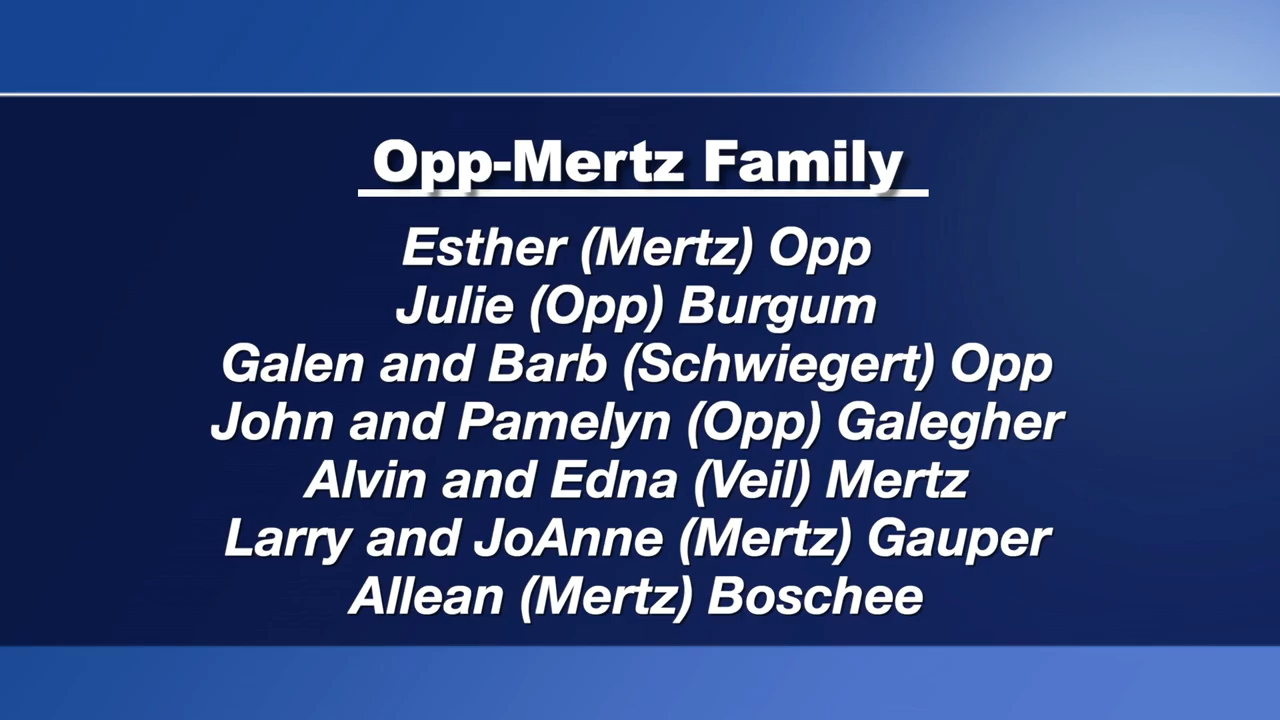 Opp-Mertz Family
Esther (Mertz) Opp
Julie (Opp) Burgum
Galen and Barb (Schwiegert) Opp
John and Pamelyn (Opp) Galegher
Alvin and Edna (Veil) Mertz
Larry and JoAnne (Mertz) Gauper
Allean (Mertz) Boschee